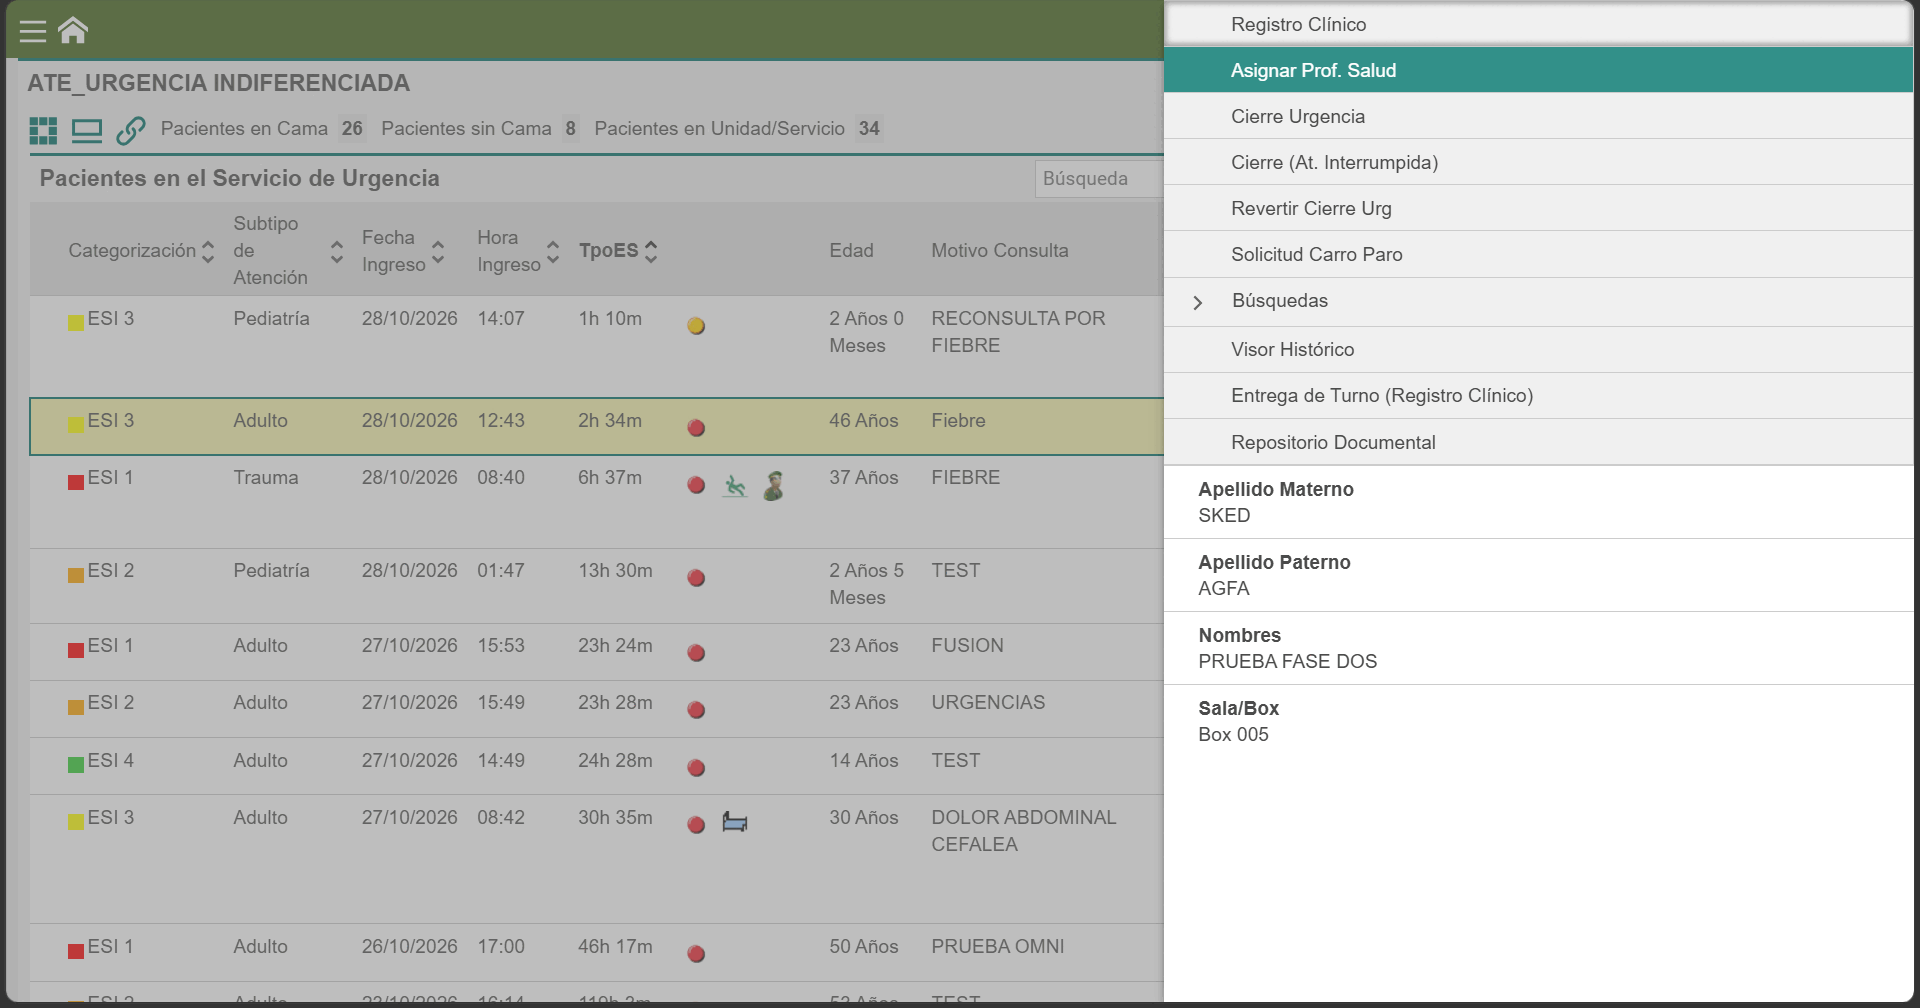 ATE_URGENCIA INDIFERENCIADA
Pacientes en Cama 26 Pacientes sin Cama 8 Pacientes en Unidad/Servicio 34
Pacientes en el Servicio de Urgencia Búsqueda
Categorización Subtipo de Atención Fecha Ingreso Hora Ingreso TpoES Edad Motivo Consulta
ESI 3 Pediatría 28/10/2026 14:07 1h 10m 2 Años 0 Meses RECONSULTA POR FIEBRE
ESI 3 Adulto 28/10/2026 12:43 2h 34m 46 Años Fiebre
ESI 1 Trauma 28/10/2026 08:40 6h 37m 37 Años FIEBRE
ESI 2 Pediatría 28/10/2026 01:47 13h 30m 2 Años 5 Meses TEST
ESI 1 Adulto 27/10/2026 15:53 23h 24m 23 Años FUSION
ESI 2 Adulto 27/10/2026 15:49 23h 28m 23 Años URGENCIAS
ESI 4 Adulto 27/10/2026 14:49 24h 28m 14 Años TEST
ESI 3 Adulto 27/10/2026 08:42 30h 35m 30 Años DOLOR ABDOMINAL CEFALEA
ESI 1 Adulto 26/10/2026 17:00 46h 17m 50 Años PRUEBA OMNI
Adulto TEST
Registro Clínico
Asignar Prof. Salud
Cierre Urgencia
Cierre (At. Interrumpida)
Revertir Cierre Urg
Solicitud Carro Paro
Búsquedas
Visor Histórico
Entrega de Turno (Registro Clínico)
Repositorio Documental
Apellido Materno
SKED
Apellido Paterno
AGFA
Nombres
PRUEBA FASE DOS
Sala/Box
Box 005